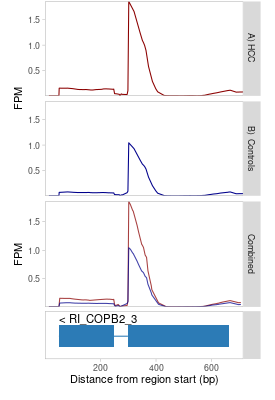 1.5
1.0
0.5
A) HCC
FPM
1.5
1.0
0.5
B) Controls
1.5
1.0
0.5
FPM
Combined
< RI_COPB2_3
200 400 600
Distance from region start (bp)